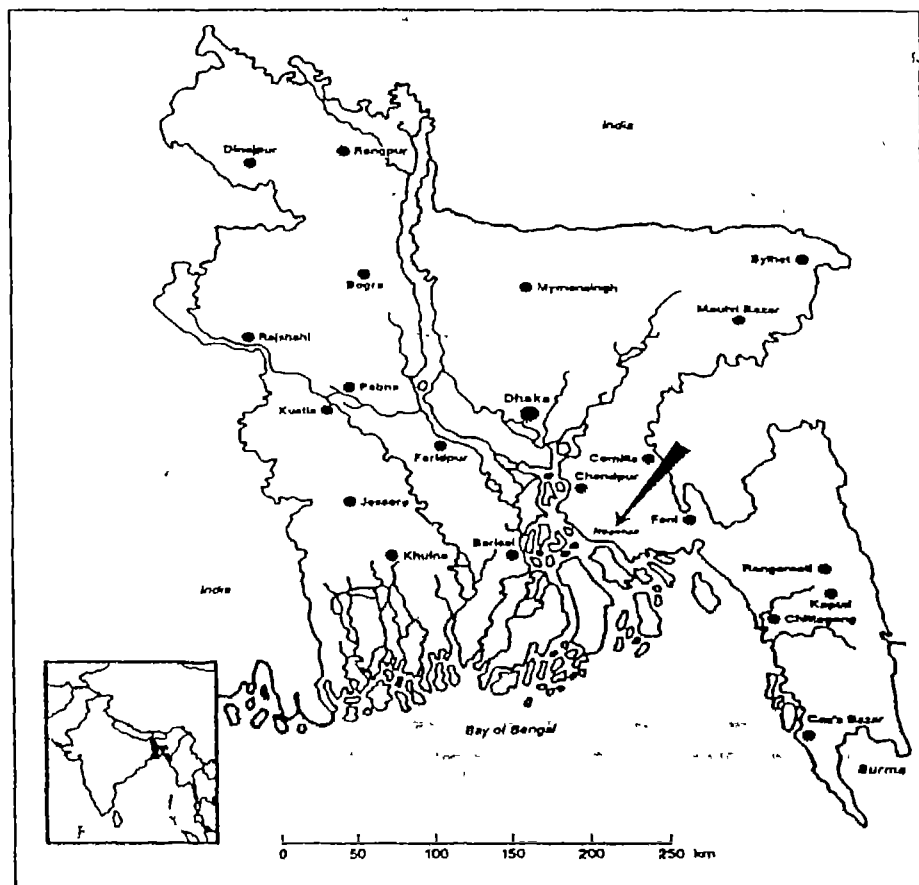 India
Dinajpur
Rangpur
Sylhet
Bogra
Mymensingh
Moulvi Bazar
Rajshahi
Pabna
Dhaka
Kustia
Faridpur
Comilla
Chandpur
Jessore
Feni
Barisal
Khulna
Rangamati
India
Kaptai
Chittagong
Bay of Bengal
Cox's Bazar
Burma
0 50 100 150 200 250 km